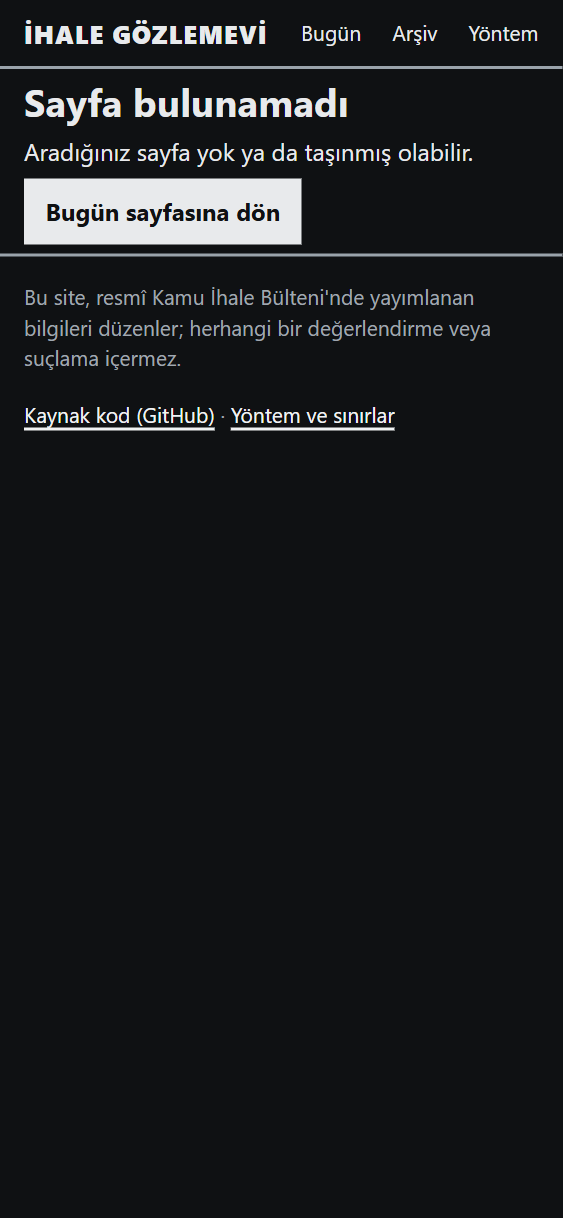 İHALE GÖZLEMEVİ Bugün Arşiv Yöntem
Sayfa bulunamadı
Aradığınız sayfa yok ya da taşınmış olabilir.
Bugün sayfasına dön
Bu site, resmî Kamu İhale Bülteni'nde yayımlanan
bilgileri düzenler; herhangi bir değerlendirme veya
suçlama içermez.
Kaynak kod (GitHub) · Yöntem ve sınırlar